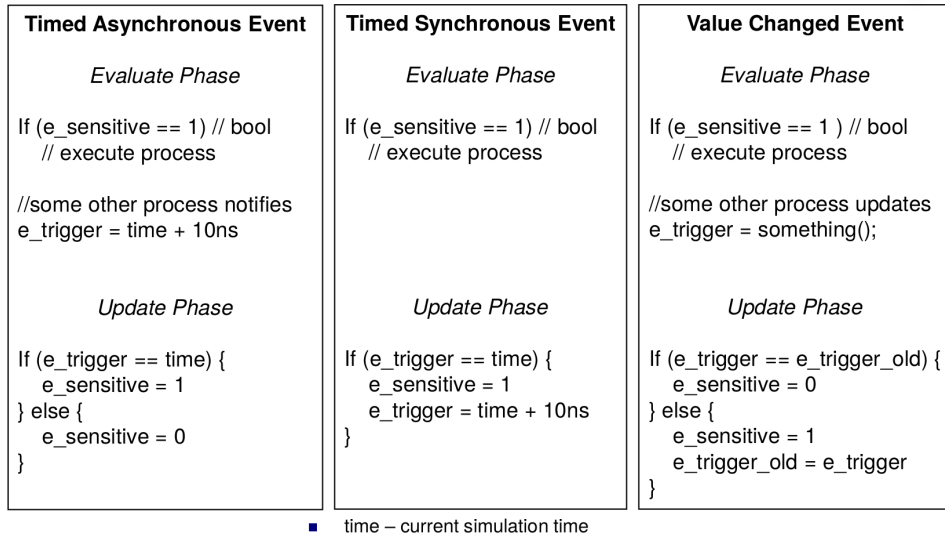 Timed Asynchronous Event
Evaluate Phase
If (e_sensitive == 1) // bool
// execute process
//some other process notifies
e_trigger = time + 10ns
Update Phase
If (e_trigger == time) {
e_sensitive = 1
} else {
e_sensitive = 0
}
Timed Synchronous Event
Evaluate Phase
If (e_sensitive == 1) // bool
// execute process
Update Phase
If (e_trigger == time) {
e_sensitive = 1
e_trigger = time + 10ns
}
Value Changed Event
Evaluate Phase
If (e_sensitive == 1 ) // bool
// execute process
//some other process updates
e_trigger = something();
Update Phase
If (e_trigger == e_trigger_old) {
e_sensitive = 0
} else {
e_sensitive = 1
e_trigger_old = e_trigger
}
time – current simulation time